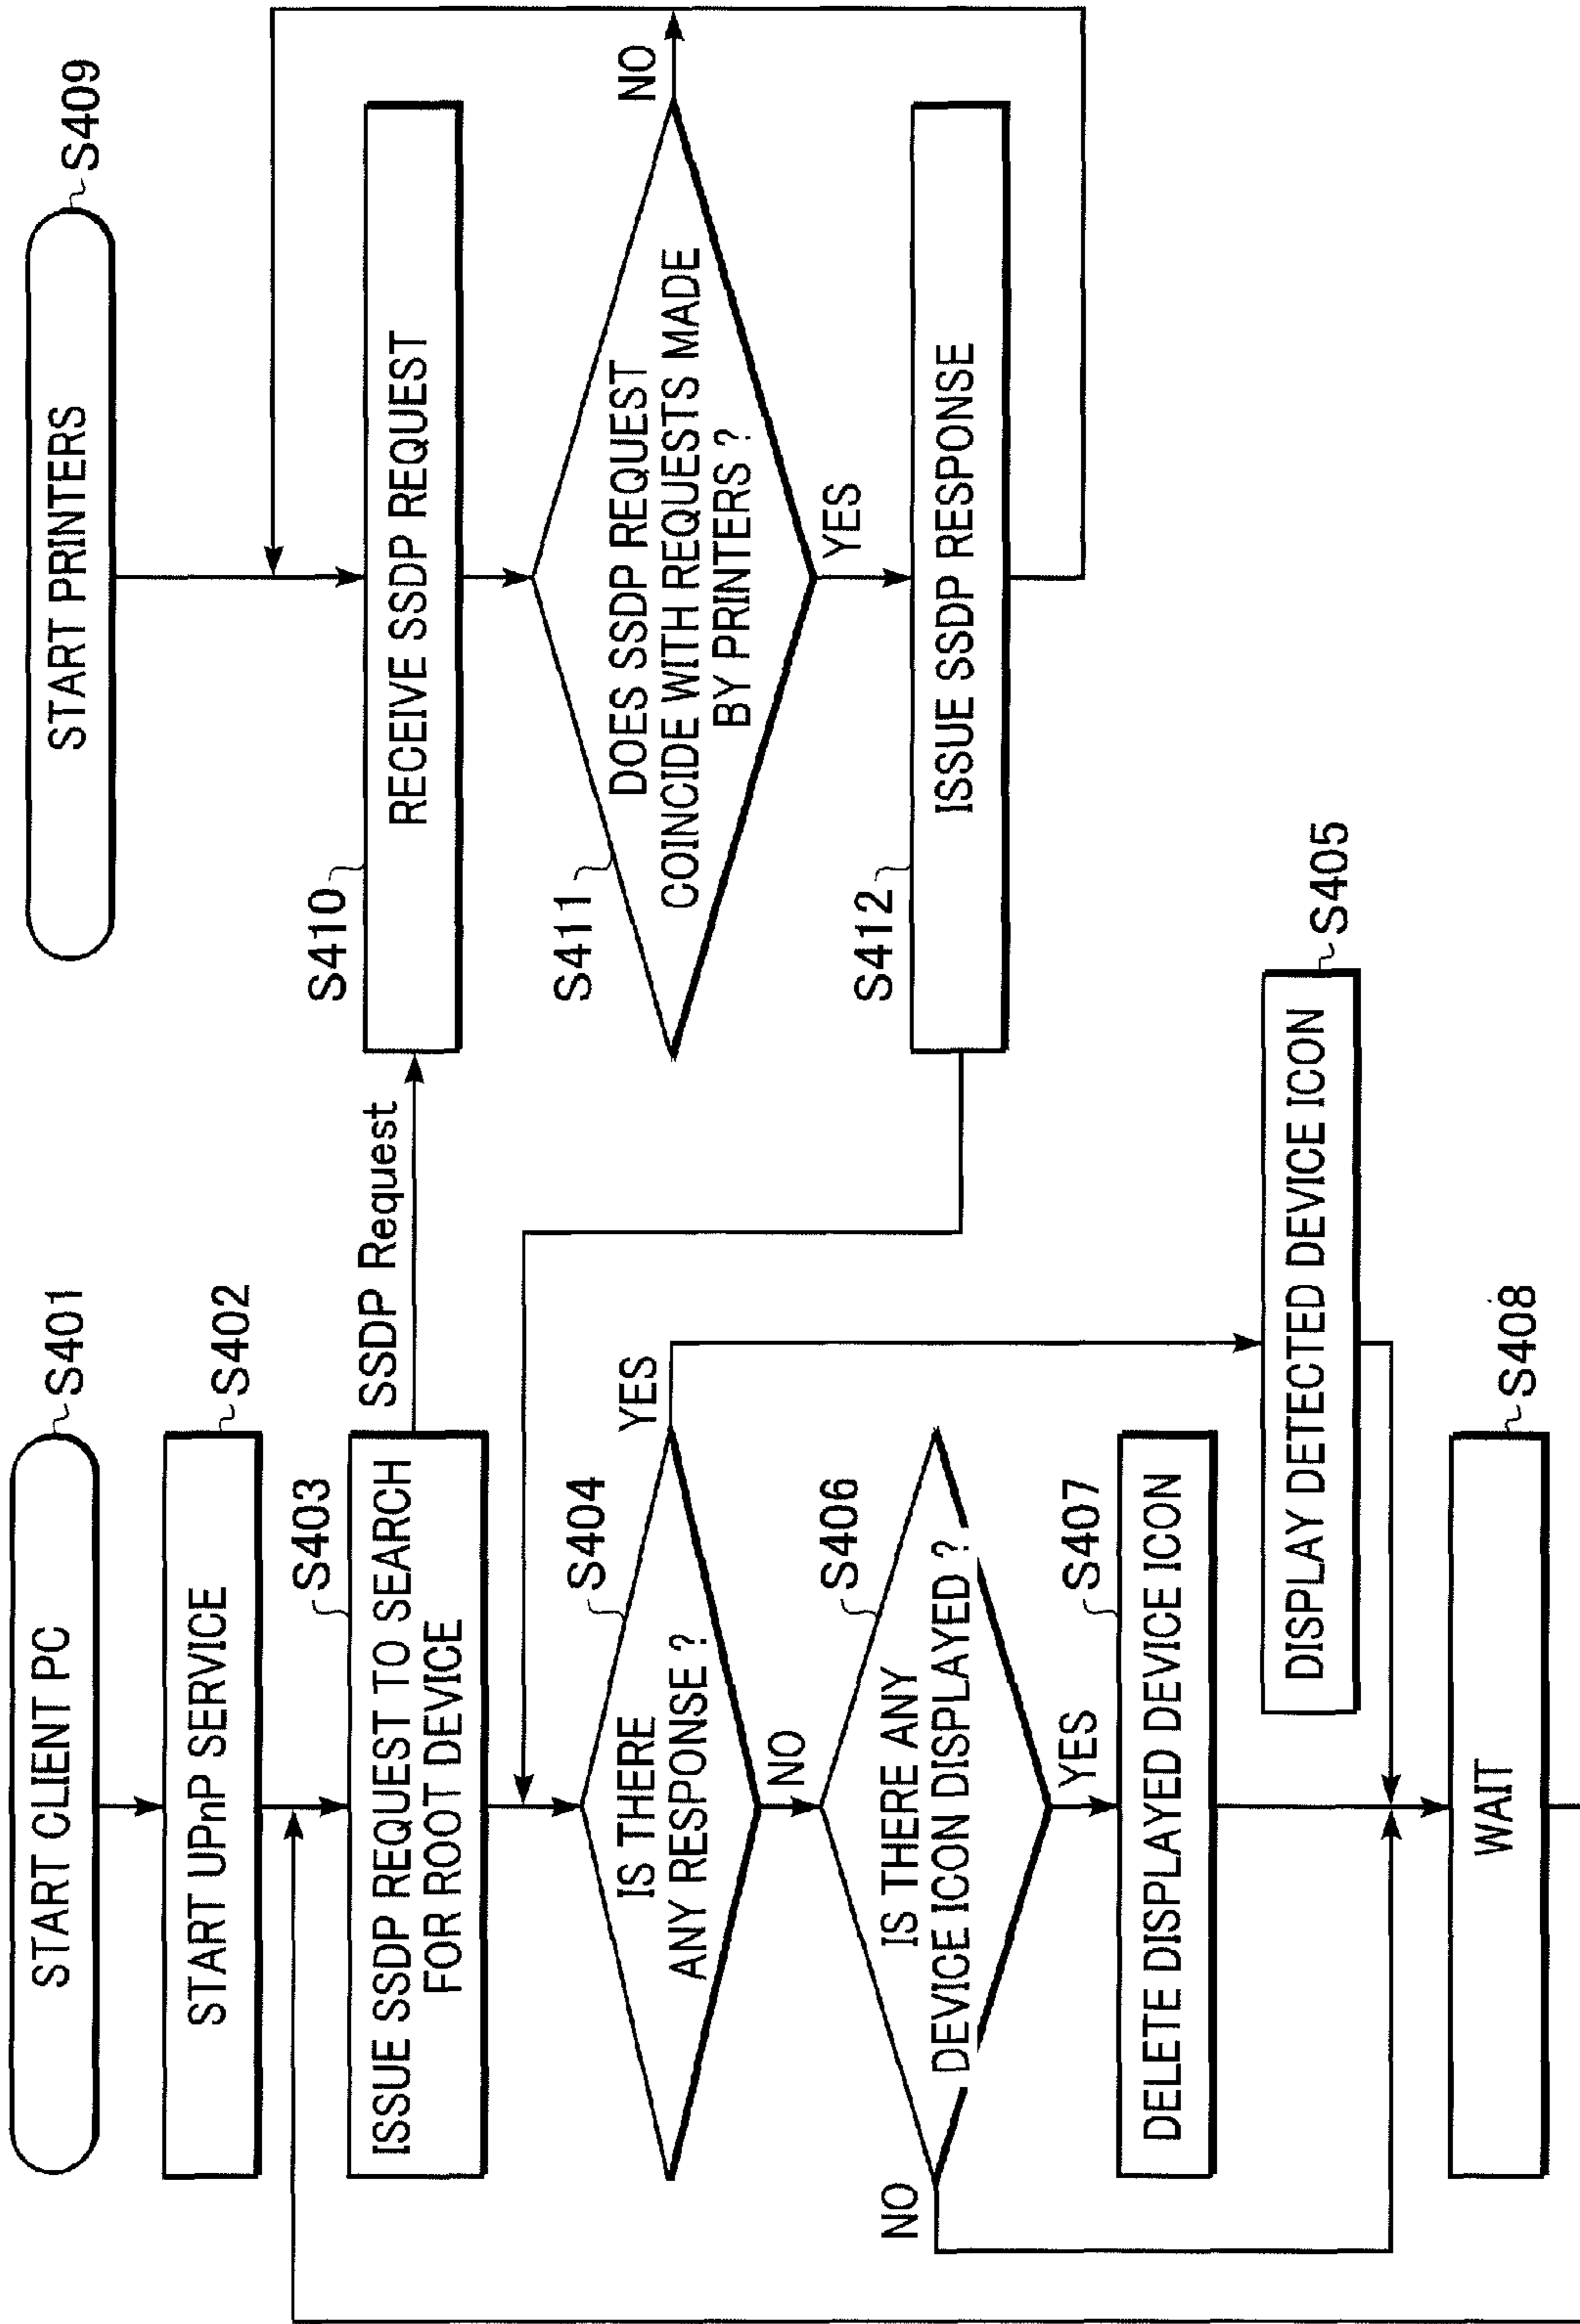 START CLIENT PC
S401
START UPnP SERVICE
S402
S403
ISSUE SSDP REQUEST TO SEARCH
FOR ROOT DEVICE
SSDP Request
S404
IS THERE
ANY RESPONSE ?
YES
NO
S406
IS THERE ANY
DEVICE ICON DISPLAYED ?
NO
YES
S407
DELETE DISPLAYED DEVICE ICON
DISPLAY DETECTED DEVICE ICON
S405
WAIT
S408
START PRINTERS
S409
S410
RECEIVE SSDP REQUEST
S411
DOES SSDP REQUEST
COINCIDE WITH REQUESTS MADE
BY PRINTERS ?
NO
YES
S412
ISSUE SSDP RESPONSE